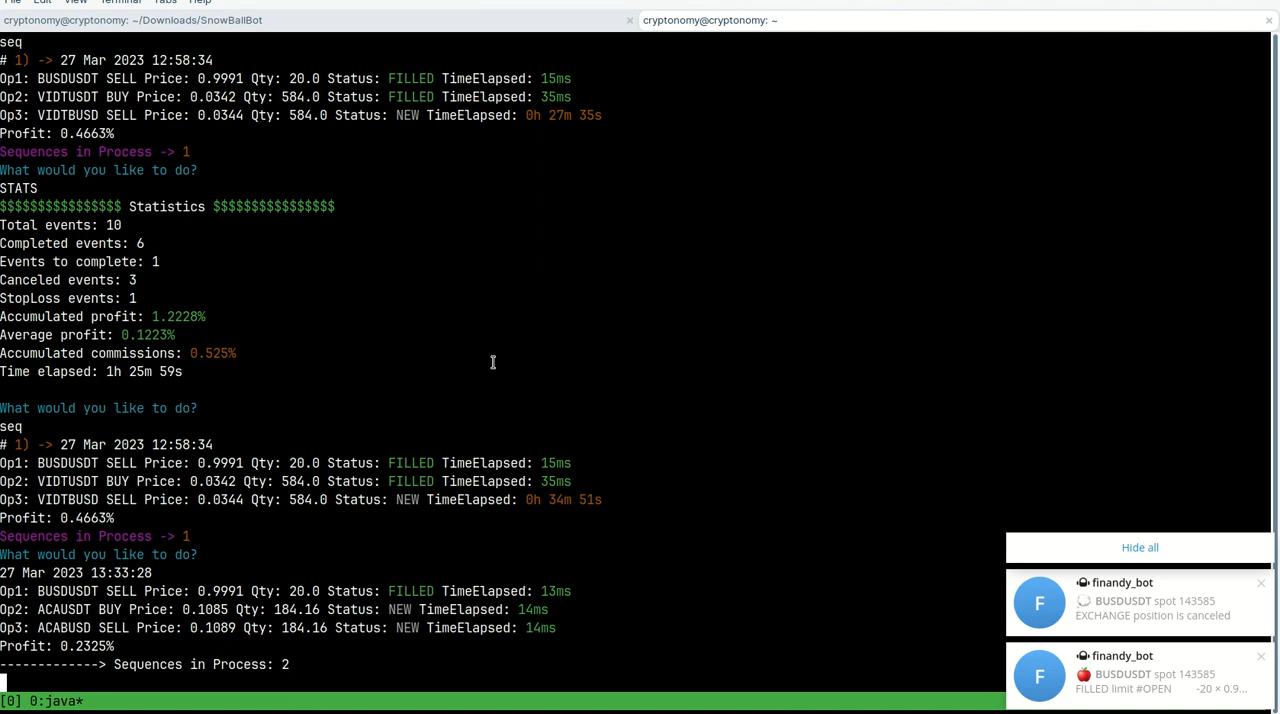 File Edit View Terminal Tabs Help
cryptonomy@cryptonomy: ~/Downloads/SnowBallBot
cryptonomy@cryptonomy: ~
seq
# 1) -> 27 Mar 2023 12:58:34
Op1: BUSDUSDT SELL Price: 0.9991 Qty: 20.0 Status: FILLED TimeElapsed: 15ms
Op2: VIDTUSDT BUY Price: 0.0342 Qty: 584.0 Status: FILLED TimeElapsed: 35ms
Op3: VIDTBUSD SELL Price: 0.0344 Qty: 584.0 Status: NEW TimeElapsed: 0h 27m 35s
Profit: 0.4663%
Sequences in Process -> 1
What would you like to do?
STATS
$$$$$$$$$$$$$$$$ Statistics $$$$$$$$$$$$$$$$
Total events: 10
Completed events: 6
Events to complete: 1
Canceled events: 3
StopLoss events: 1
Accumulated profit: 1.2228%
Average profit: 0.1223%
Accumulated commissions: 0.525%
Time elapsed: 1h 25m 59s
What would you like to do?
seq
# 1) -> 27 Mar 2023 12:58:34
Op1: BUSDUSDT SELL Price: 0.9991 Qty: 20.0 Status: FILLED TimeElapsed: 15ms
Op2: VIDTUSDT BUY Price: 0.0342 Qty: 584.0 Status: FILLED TimeElapsed: 35ms
Op3: VIDTBUSD SELL Price: 0.0344 Qty: 584.0 Status: NEW TimeElapsed: 0h 34m 51s
Profit: 0.4663%
Sequences in Process -> 1
What would you like to do?
27 Mar 2023 13:33:28
Op1: BUSDUSDT SELL Price: 0.9991 Qty: 20.0 Status: FILLED TimeElapsed: 13ms
Op2: ACAUSDT BUY Price: 0.1085 Qty: 184.16 Status: NEW TimeElapsed: 14ms
Op3: ACABUSD SELL Price: 0.1089 Qty: 184.16 Status: NEW TimeElapsed: 14ms
Profit: 0.2325%
-------------> Sequences in Process: 2
[0] 0:java*
Hide all
F
finandy_bot
BUSDUSDT spot 143585
EXCHANGE position is canceled
F
finandy_bot
BUSDUSDT spot 143585
FILLED limit #OPEN -20 × 0.9...